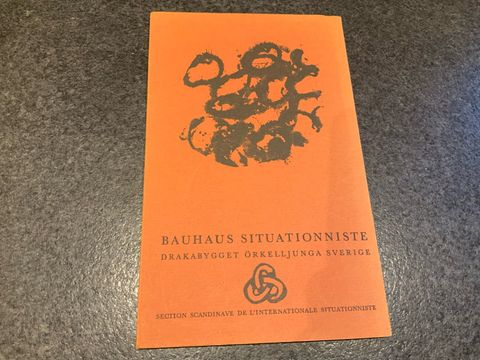 BAUHAUS SITUATIONNISTE
DRAKABYGGET ÖRKELLJUNGA SVERIGE
SECTION SCANDINAVE DE L'INTERNATIONALE SITUATIONNISTE